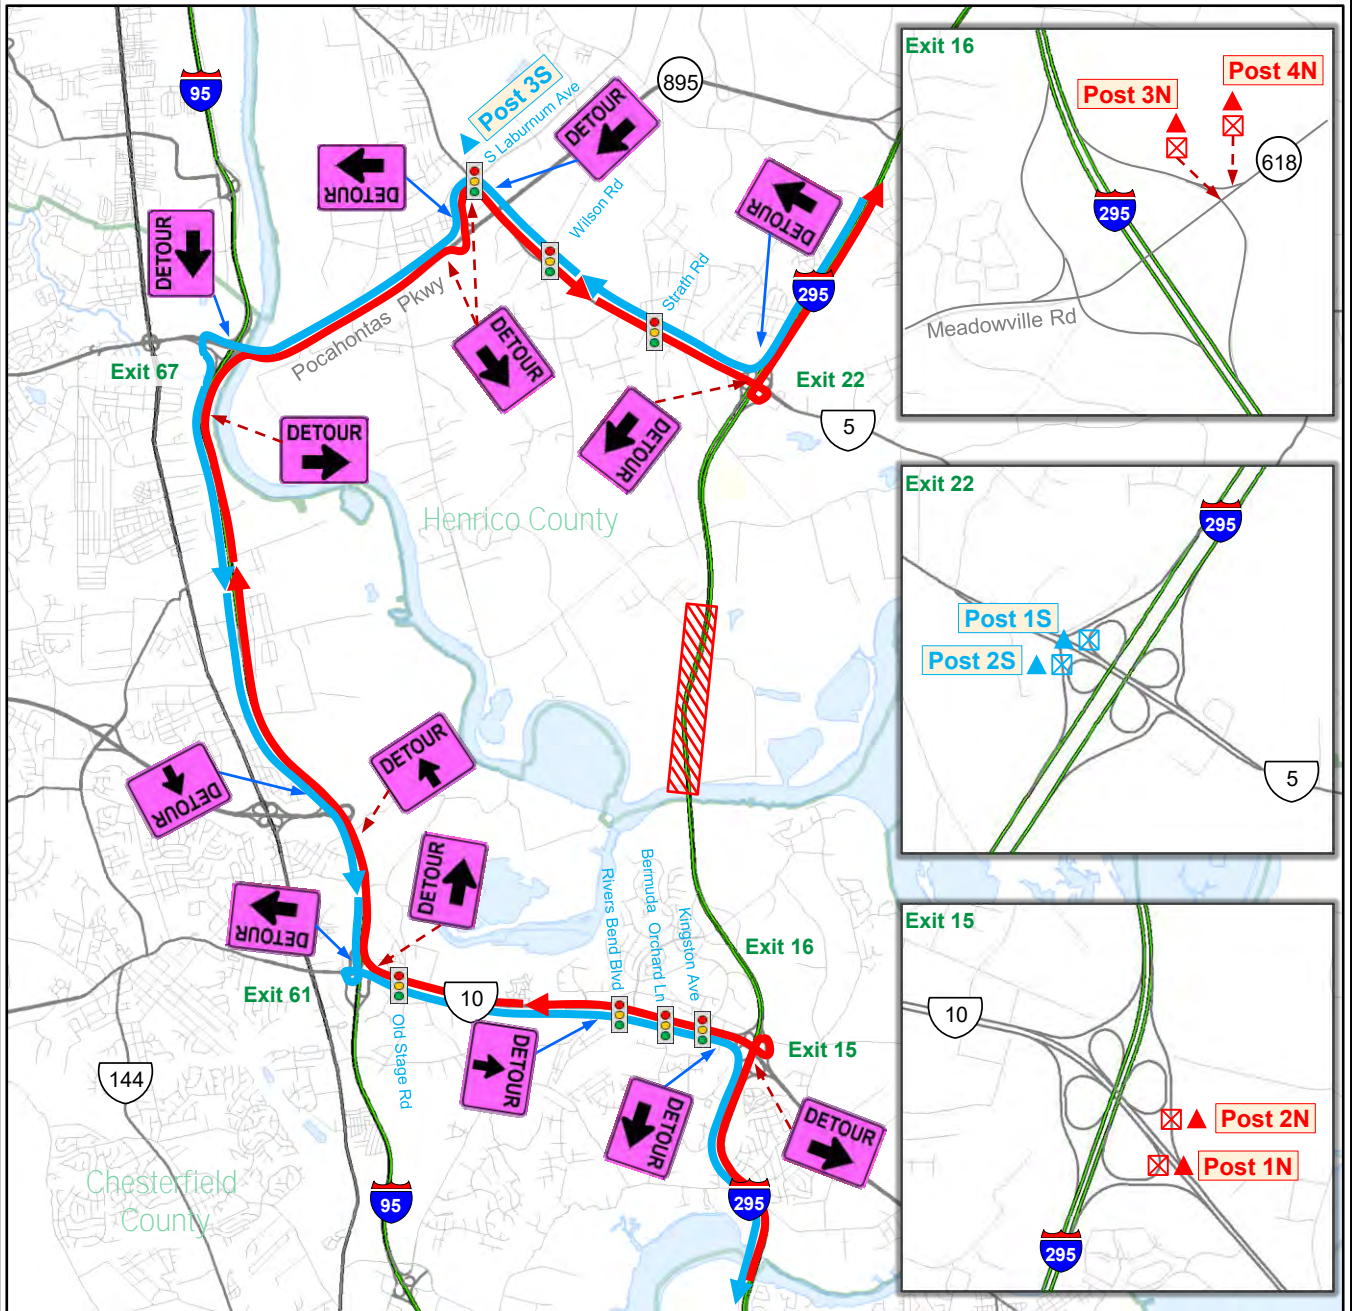 95
Post 3S
S Laburnum Ave
895
DETOUR
DETOUR
DETOUR
Wilson Rd
DETOUR
Strath Rd
295
Pocahontas Pkwy
DETOUR
Exit 67
Exit 22
5
DETOUR
DETOUR
Henrico County
DETOUR
DETOUR
DETOUR
DETOUR
Rivers Bend Blvd
Bermuda Orchard Ln
Kingston Ave
Exit 16
Exit 61
10
Old Stage Rd
DETOUR
Exit 15
144
DETOUR
DETOUR
Chesterfield
County
95
295
Exit 16
Post 4N
Post 3N
618
295
Meadowville Rd
Exit 22
295
Post 1S
Post 2S
5
Exit 15
10
Post 2N
Post 1N
295